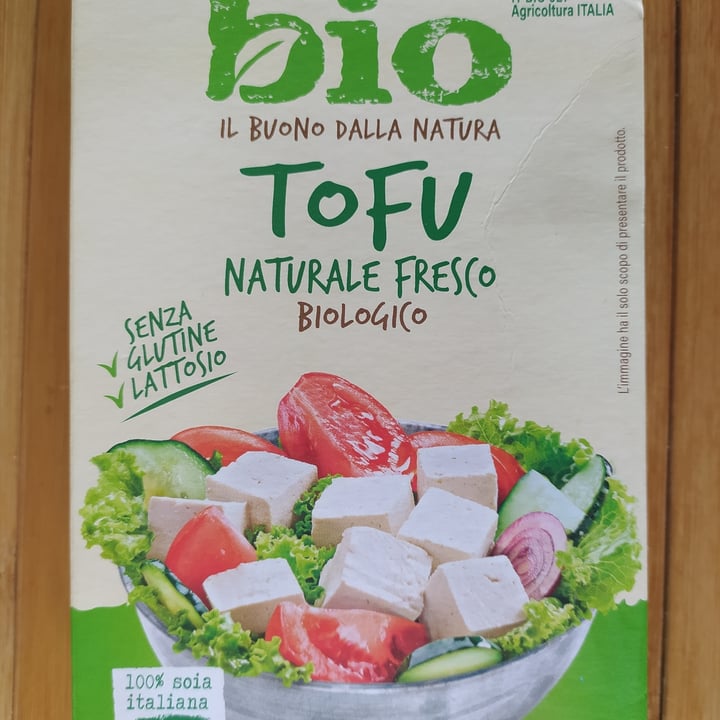 Agricoltura ITALIA
bio
IL BUONO DALLA NATURA
TOFU
NATURALE FRESCO
BIOLOGICO
SENZA
GLUTINE
LATTOSIO
L'immagine ha il solo scopo di presentare il prodotto.
100% soia
italiana